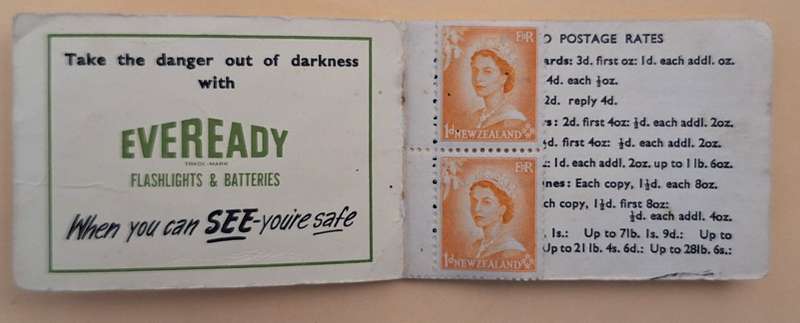 Take the danger out of darkness
with
EVEREADY
TRADE-MARK
FLASHLIGHTS & BATTERIES
When you can SEE-you're safe
E II R
1d NEW ZEALAND
E II R
1d NEW ZEALAND
POSTAGE RATES
3d. first oz: 1d. each addl. oz.
4d. each ½oz.
2d. reply 4d.
2d. first 4oz: ½d. each addl. 2oz.
first 4oz: ½d. each addl. 2oz.
1d. each addl. 2oz. up to 1 lb. 6oz.
Each copy, 1½d. each 8oz.
copy, 1½d. first 8oz:
½d. each addl. 4oz.
1s.: Up to 7lb. 1s. 9d.: Up to
Up to 21 lb. 4s. 6d.: Up to 28lb. 6s.: